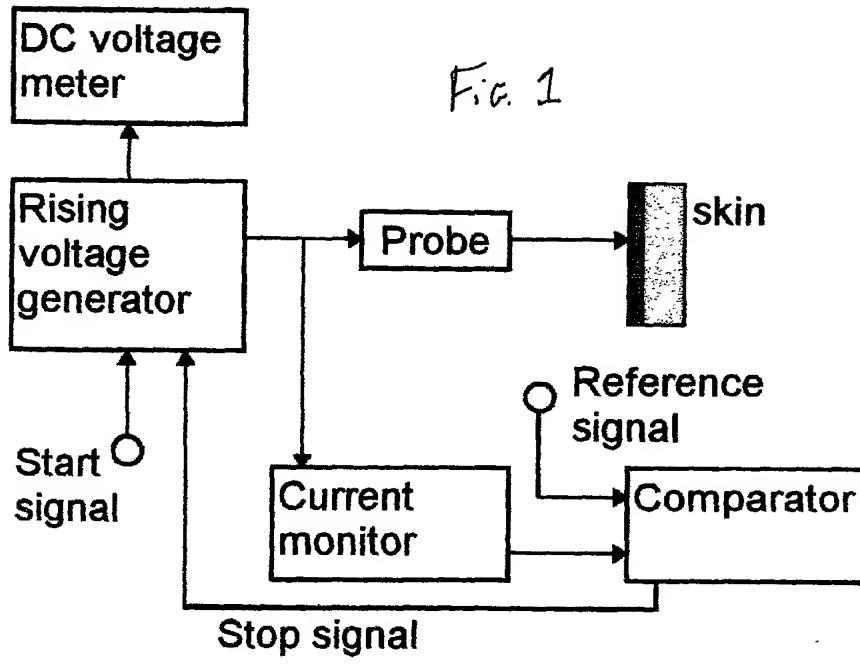 DC voltage
meter
Fig. 1
Rising
voltage
generator
Probe
skin
Start
signal
Reference
signal
Current
monitor
Comparator
Stop signal